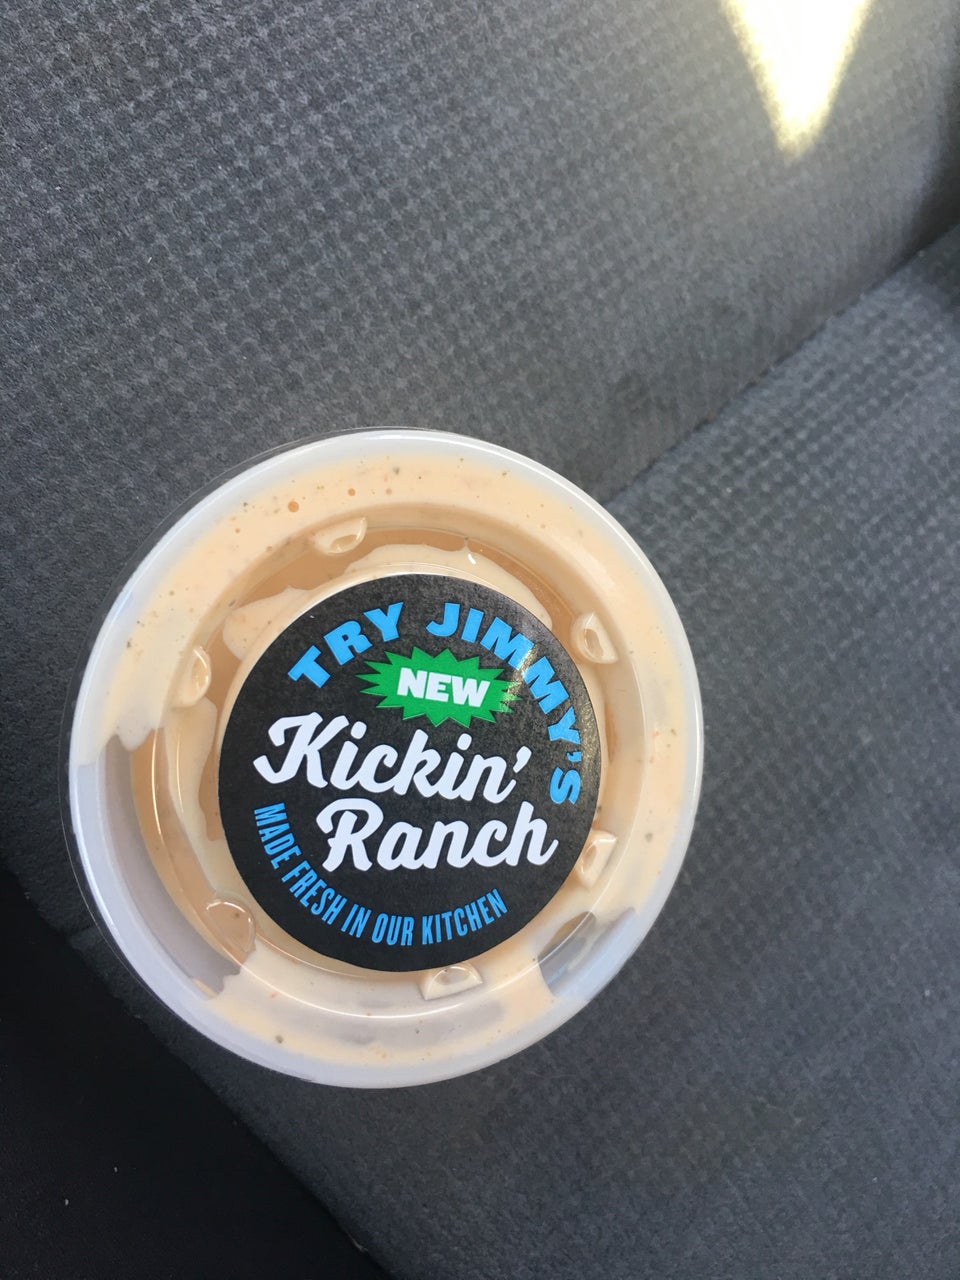 TRY JIMMY'S
NEW
Kickin'
Ranch
MADE FRESH IN OUR KITCHEN